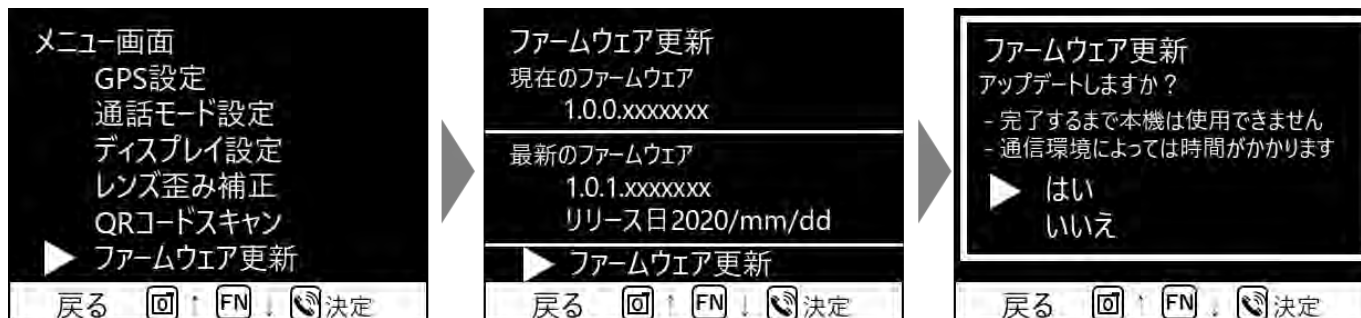 メニュー画面
GPS設定
通話モード設定
ディスプレイ設定
レンズ歪み補正
QRコードスキャン
ファームウェア更新
戻る ↑ FN ↓ 決定
ファームウェア更新
現在のファームウェア
1.0.0.xxxxxxx
最新のファームウェア
1.0.1.xxxxxxx
リリース日2020/mm/dd
ファームウェア更新
戻る ↑ FN ↓ 決定
ファームウェア更新
アップデートしますか？
- 完了するまで本機は使用できません
- 通信環境によっては時間がかかります
はい
いいえ
戻る ↑ FN ↓ 決定